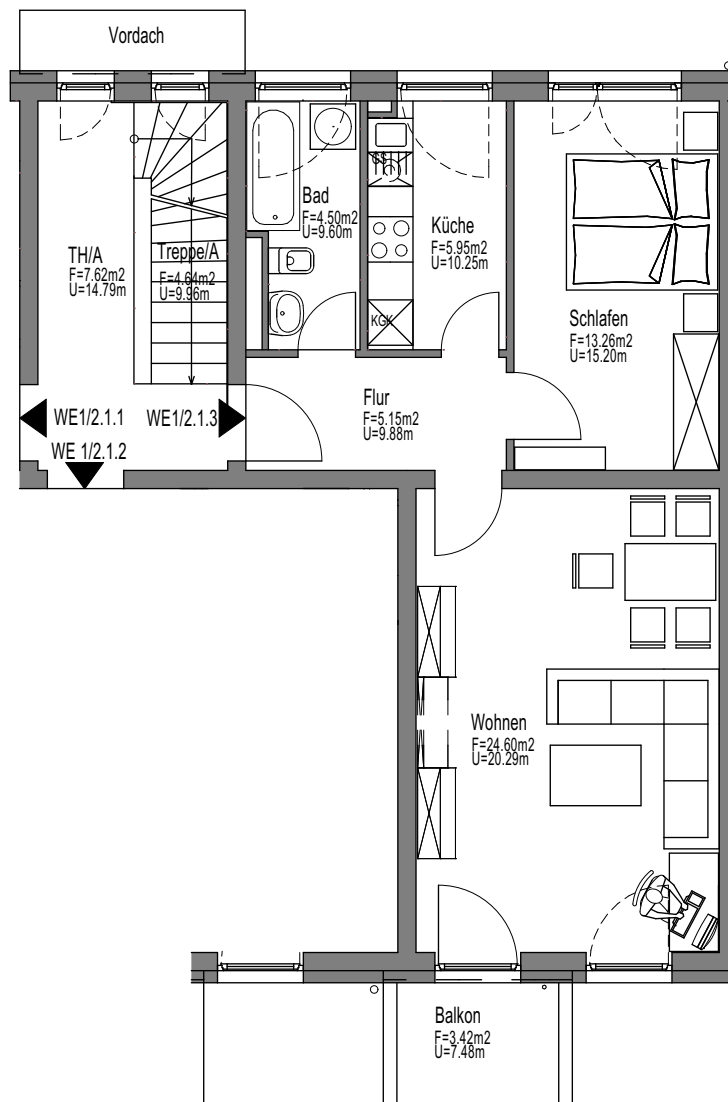 Vordach
Bad
F=4.50m2
U=9.60m
Küche
F=5.95m2
U=10.25m
TH/A
F=7.62m2
U=14.79m
Treppe/A
F=4.64m2
U=9.96m
GS
KGK
Schlafen
F=13.26m2
U=15.20m
Flur
F=5.15m2
U=9.88m
WE1/2.1.1
WE1/2.1.3
WE 1/2.1.2
Wohnen
F=24.60m2
U=20.29m
Balkon
F=3.42m2
U=7.48m